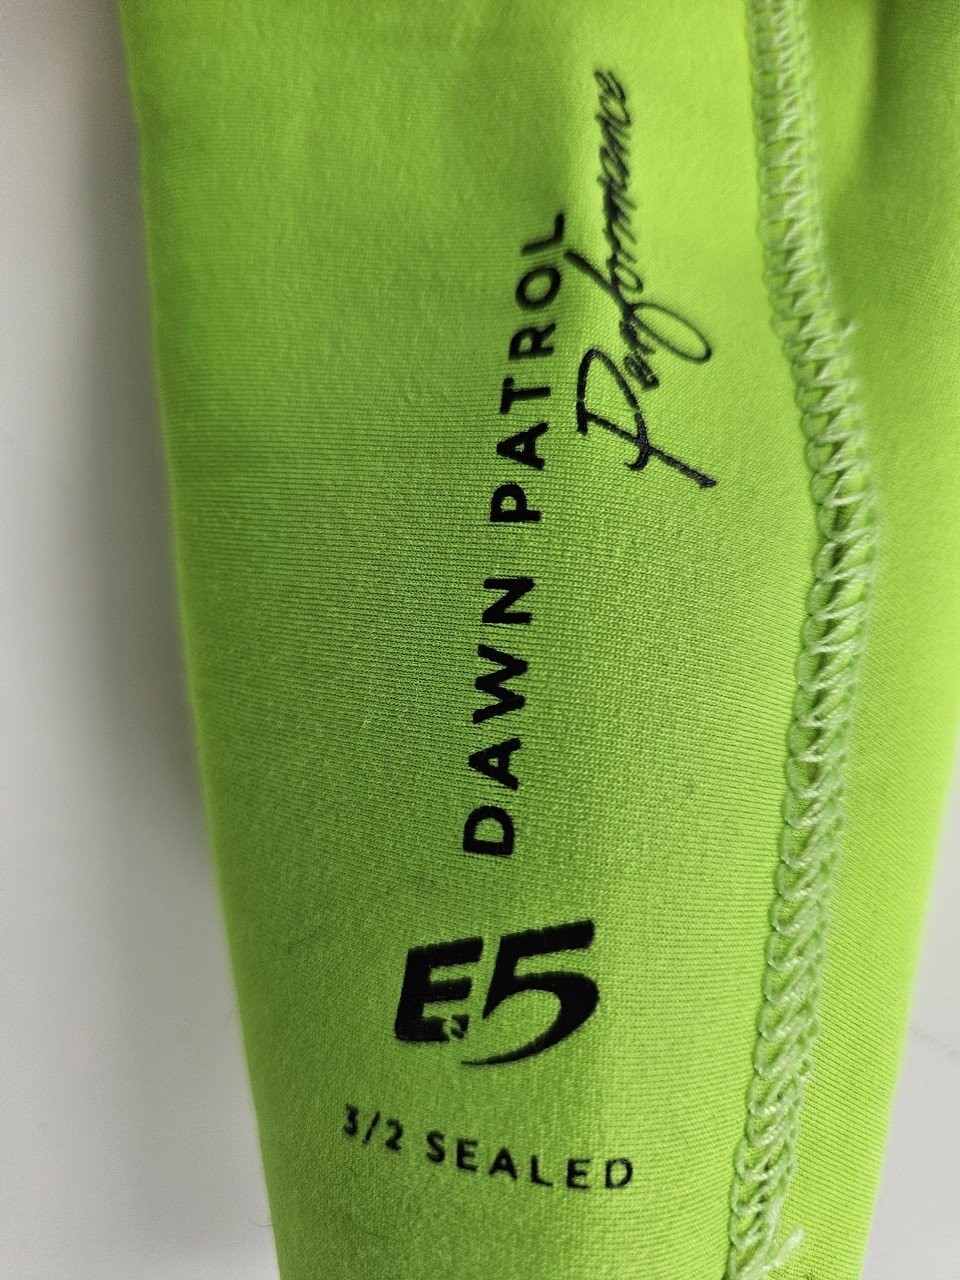 DAWN PATROL
Performance
E5
3/2 SEALED